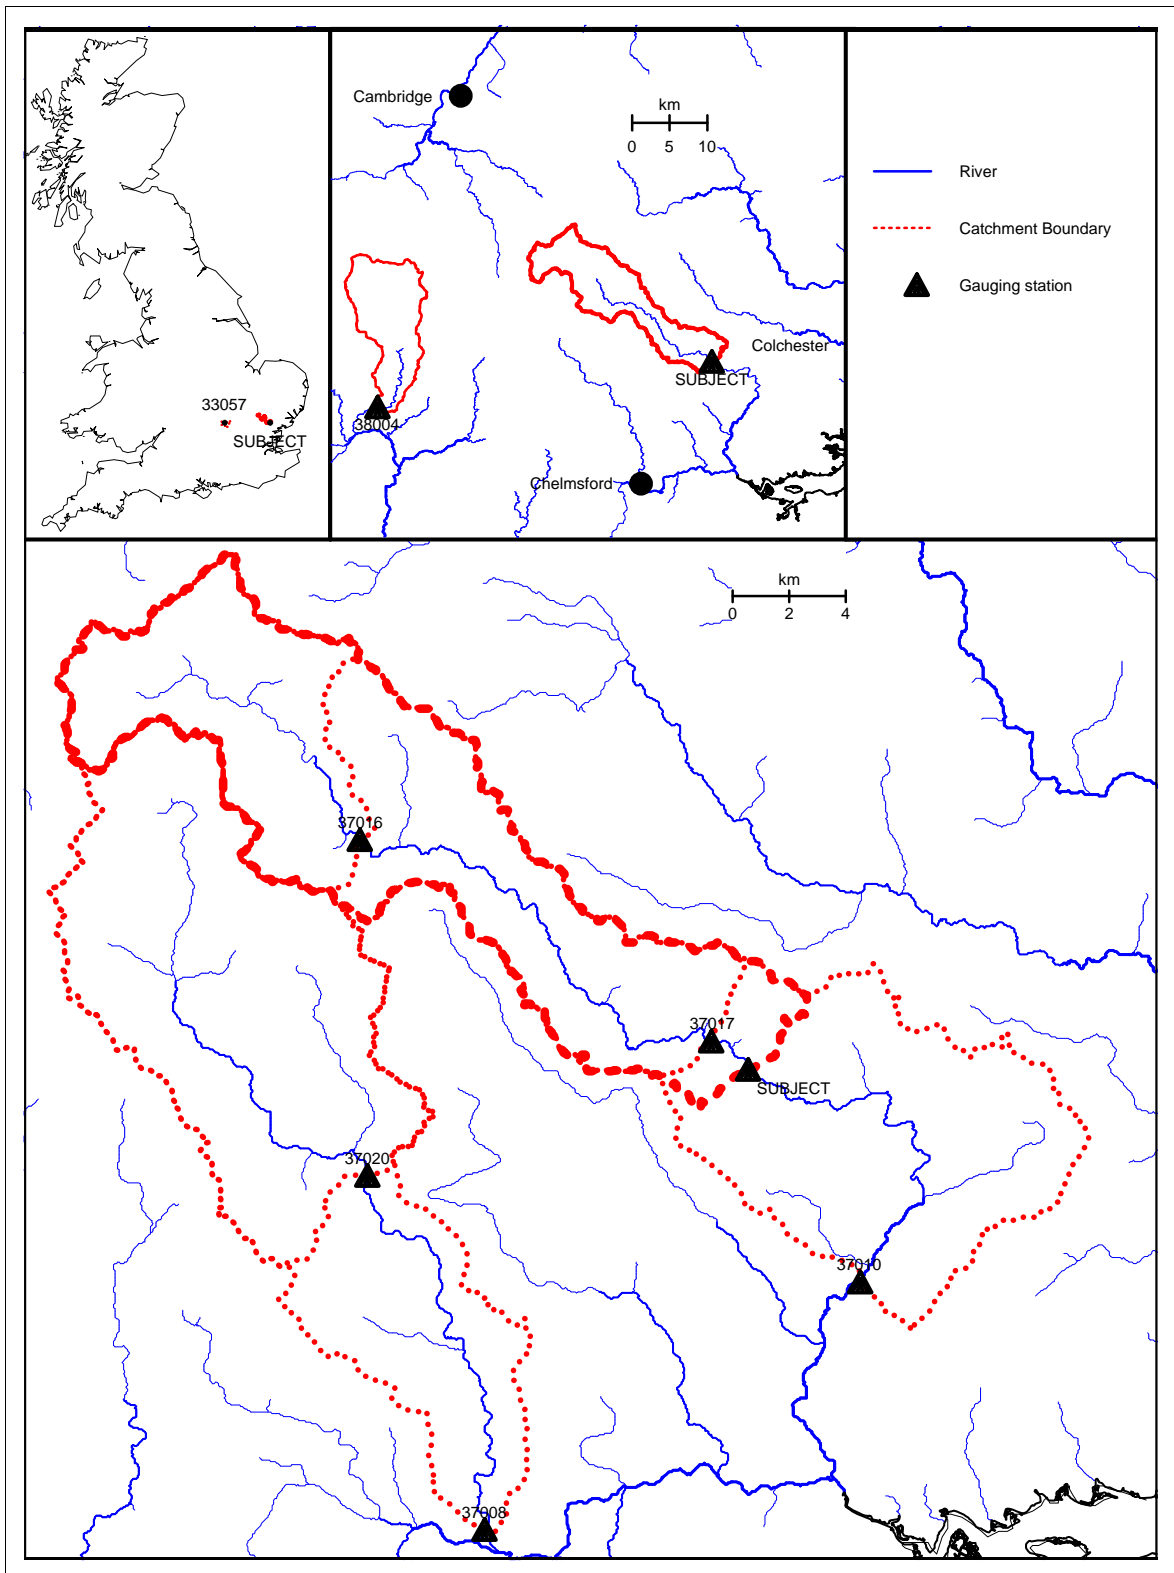 33057
SUBJECT
Cambridge
km
0 5 10
Colchester
SUBJECT
38004
Chelmsford
River
Catchment Boundary
Gauging station
km
0 2 4
37016
37017
SUBJECT
37020
37010
37008